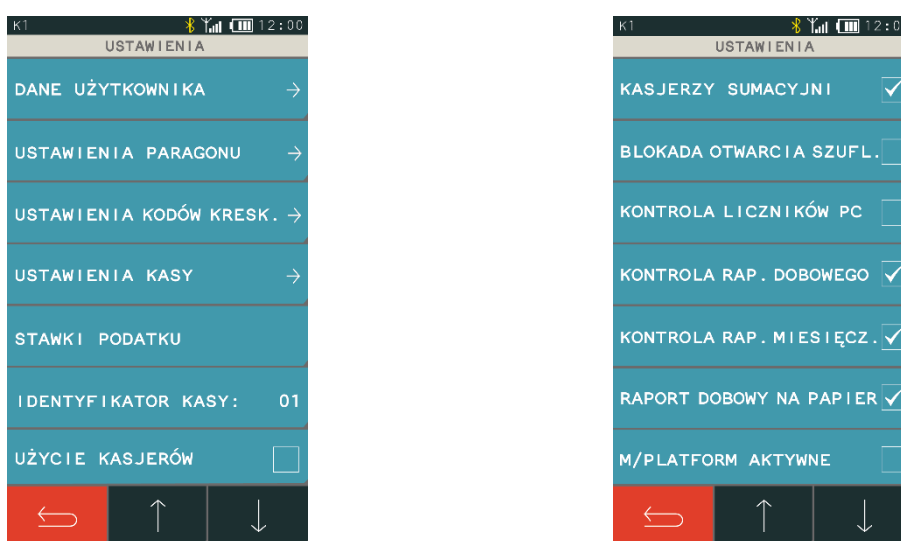 K1 12:00
USTAWIENIA
DANE UŻYTKOWNIKA →
USTAWIENIA PARAGONU →
USTAWIENIA KODÓW KRESK. →
USTAWIENIA KASY →
STAWKI PODATKU
IDENTYFIKATOR KASY: 01
UŻYCIE KASJERÓW
K1 12:0
USTAWIENIA
KASJERZY SUMACYJNI
BLOKADA OTWARCIA SZUFL.
KONTROLA LICZNIKÓW PC
KONTROLA RAP. DOBOWEGO
KONTROLA RAP. MIESIĘCZ.
RAPORT DOBOWY NA PAPIER
M/PLATFORM AKTYWNE